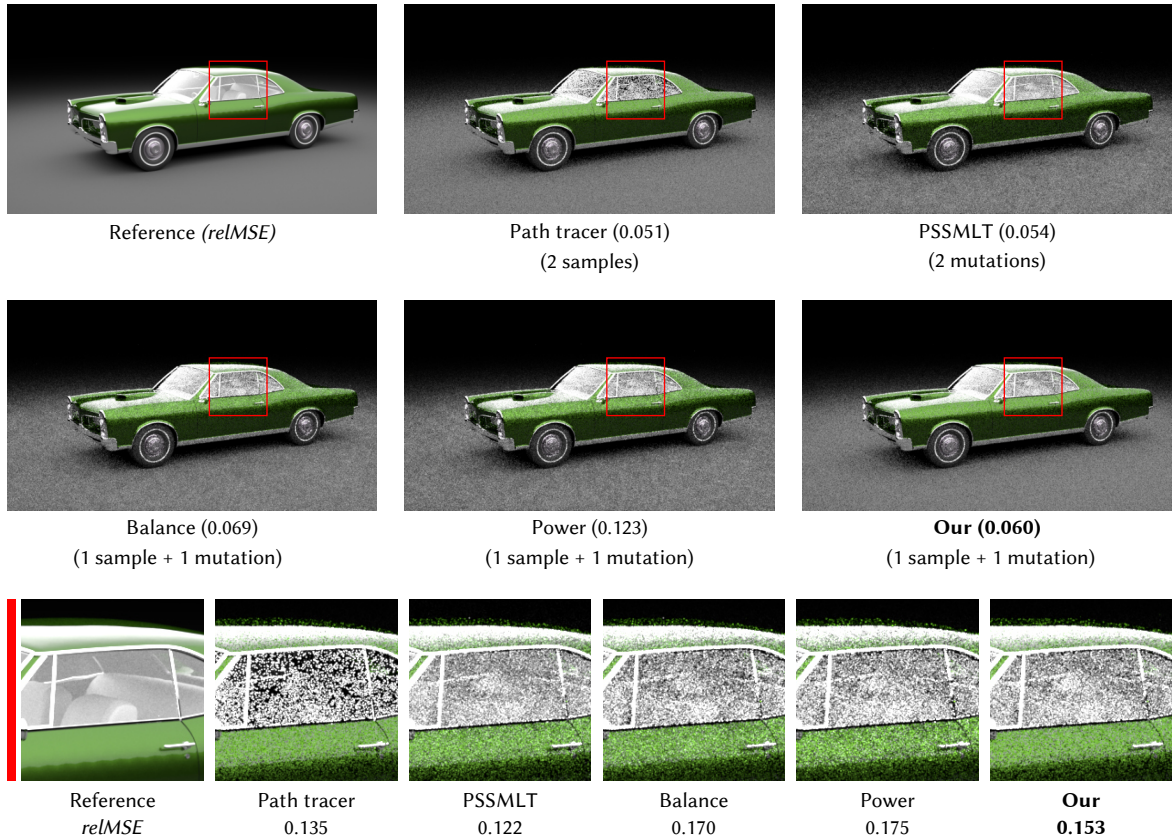 Reference (relMSE)
Path tracer (0.051)
(2 samples)
PSSMLT (0.054)
(2 mutations)
Balance (0.069)
(1 sample + 1 mutation)
Power (0.123)
(1 sample + 1 mutation)
Our (0.060)
(1 sample + 1 mutation)
Reference
relMSE
Path tracer
0.135
PSSMLT
0.122
Balance
0.170
Power
0.175
Our
0.153